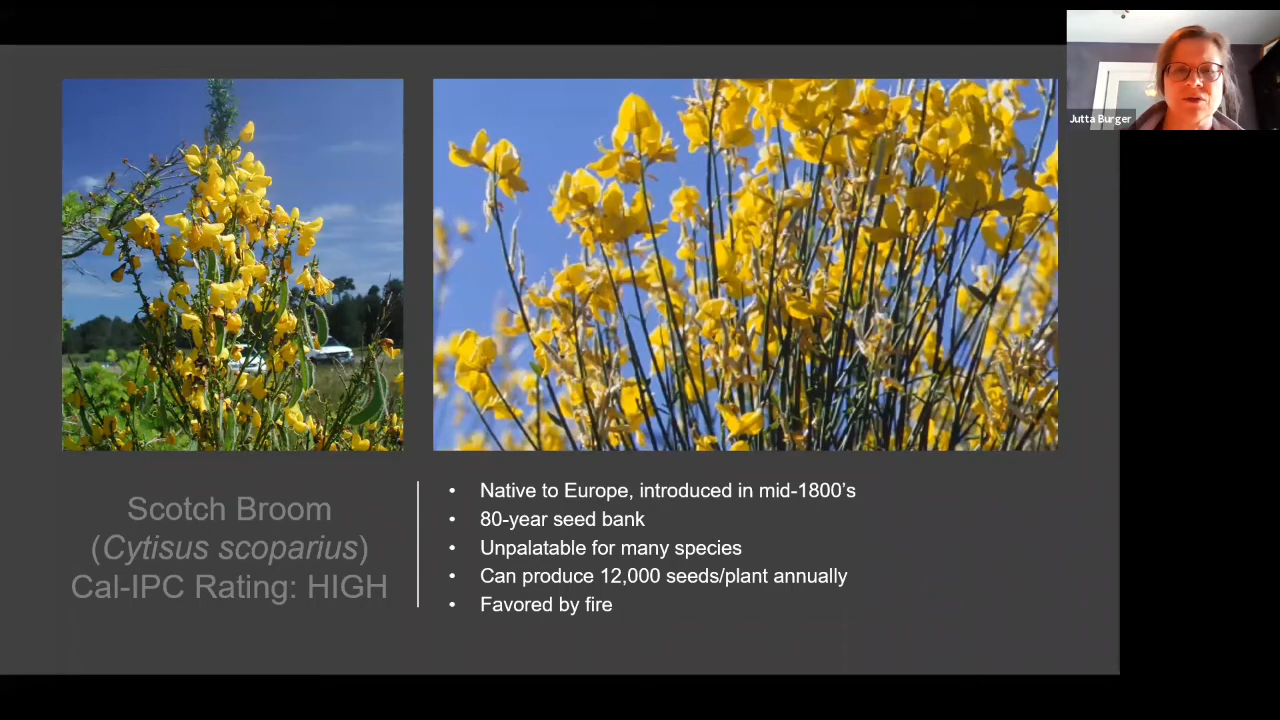 Jutta Burger
Scotch Broom
(Cytisus scoparius)
Cal-IPC Rating: HIGH
• Native to Europe, introduced in mid-1800's
• 80-year seed bank
• Unpalatable for many species
• Can produce 12,000 seeds/plant annually
• Favored by fire